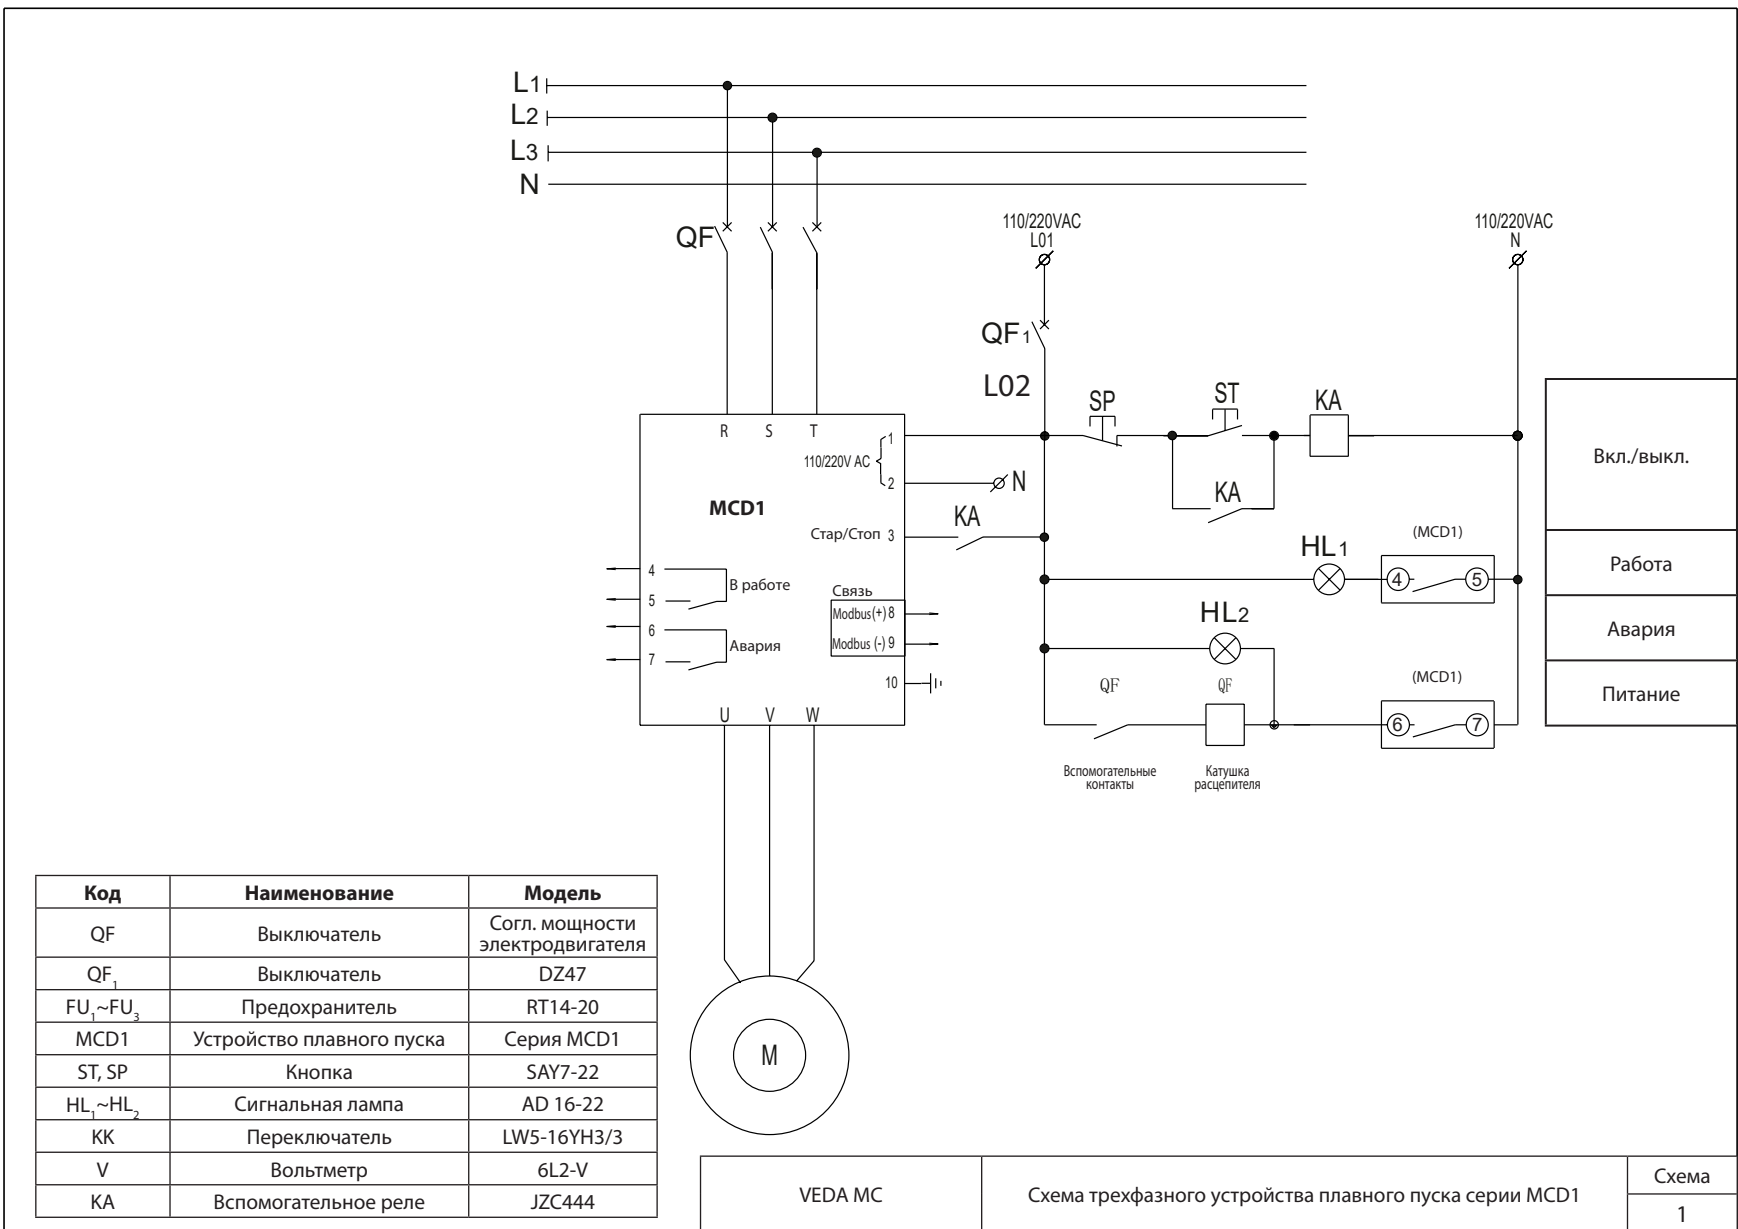 L1
L2
L3
N
QF
110/220VAC
L01
110/220VAC
N
QF1
L02
SP
ST
KA
KA
R S T
1
110/220V AC
2
N
MCD1
KA
Стар/Стоп 3
4
В работе
5
6
Авария
7
Связь
Modbus(+) 8
Modbus (-) 9
10
U V W
HL1
(MCD1)
4 5
HL2
(MCD1)
QF
QF
6 7
Вспомогательные
контакты
Катушка
расцепителя
Вкл./выкл.
Работа
Авария
Питание
M
Код Наименование Модель
QF Выключатель Согл. мощности
электродвигателя
QF1 Выключатель DZ47
FU1~FU3 Предохранитель RT14-20
MCD1 Устройство плавного пуска Серия MCD1
ST, SP Кнопка SAY7-22
HL1~HL2 Сигнальная лампа AD 16-22
KK Переключатель LW5-16YH3/3
V Вольтметр 6L2-V
KA Вспомогательное реле JZC444
VEDA MC
Схема трехфазного устройства плавного пуска серии MCD1
Схема
1